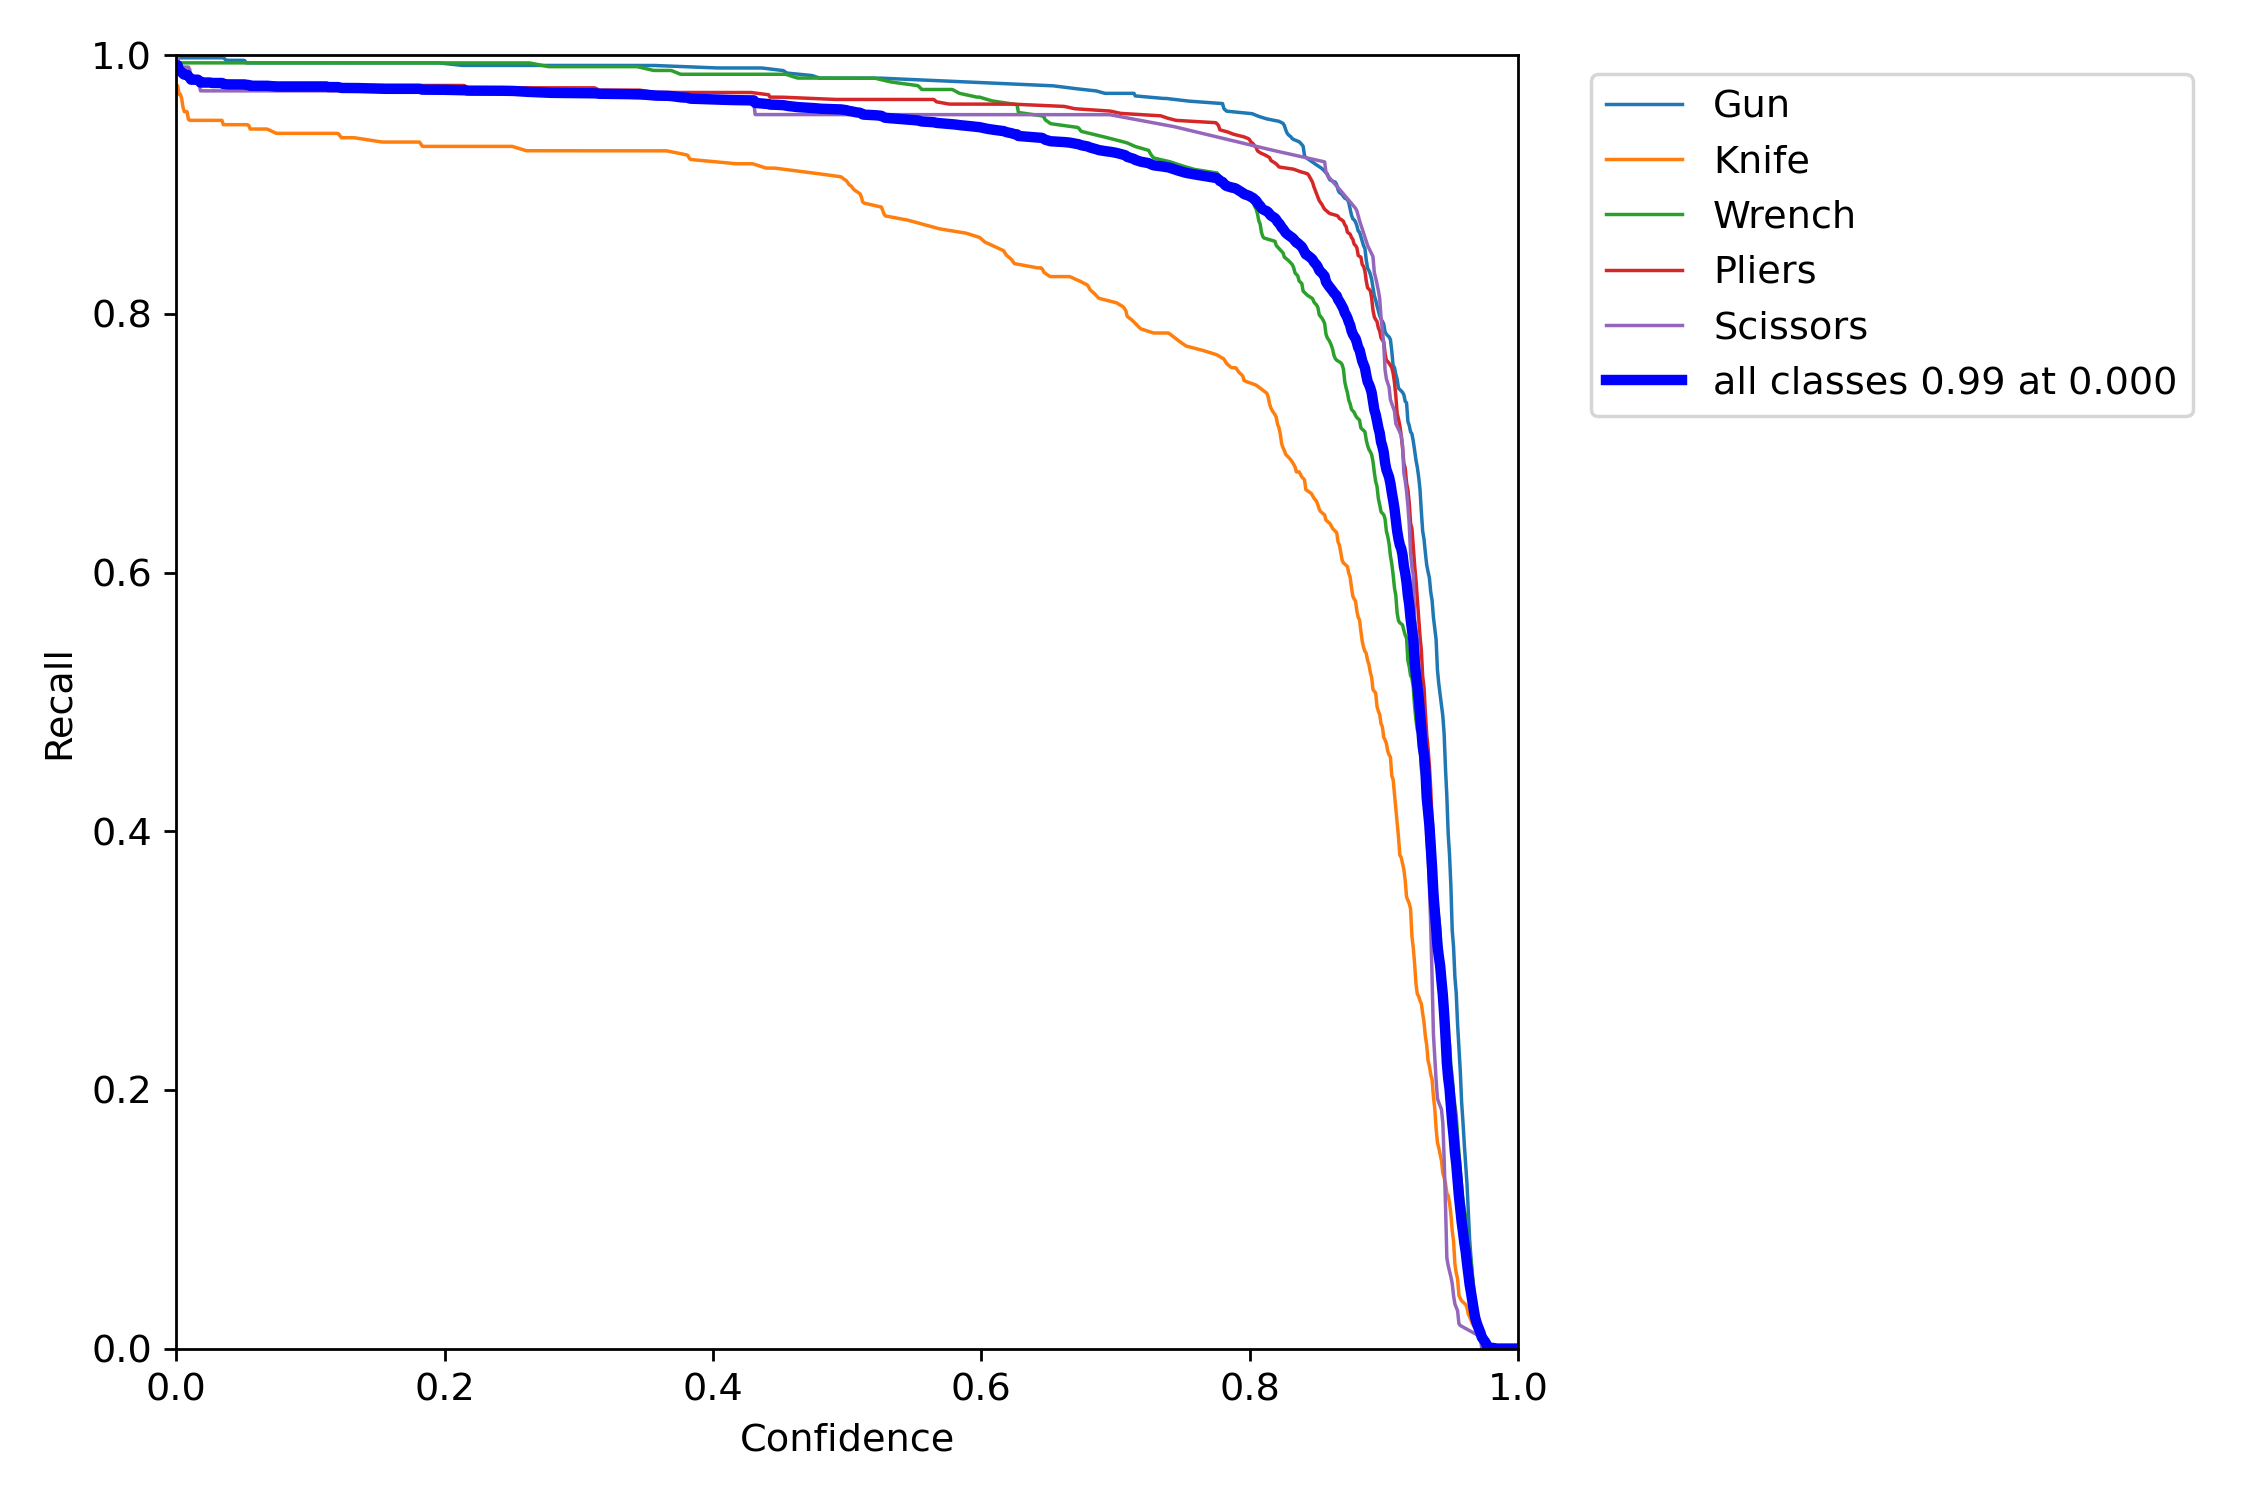 1.0
0.8
0.6
0.4
0.2
0.0
Recall
0.0 0.2 0.4 0.6 0.8 1.0
Confidence
Gun
Knife
Wrench
Pliers
Scissors
all classes 0.99 at 0.000